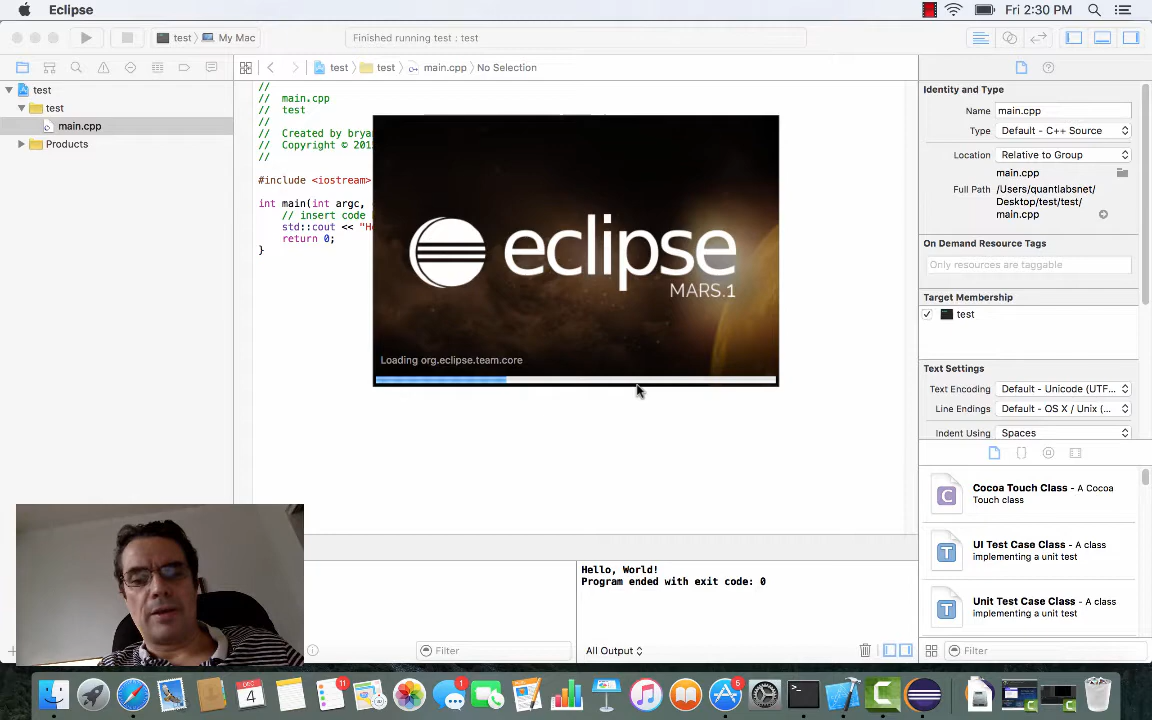 Eclipse
Fri 2:30 PM
test
My Mac
Finished running test : test
test
test
main.cpp
No Selection
test
test
main.cpp
Products
//
// main.cpp
// test
//
// Created by
// Copyright ©
//
#include <iostream>
int main(int argc,
// insert code
std::cout <<
return 0;
}
eclipse
MARS.1
Loading org.eclipse.team.core
Identity and Type
Name main.cpp
Type Default - C++ Source
Location Relative to Group
main.cpp
Full Path /Users/quantlabsnet/
Desktop/test/test/
main.cpp
On Demand Resource Tags
Only resources are taggable
Target Membership
test
Text Settings
Text Encoding Default - Unicode (UTF...
Line Endings Default - OS X / Unix (...
Indent Using Spaces
C
Cocoa Touch Class - A Cocoa
Touch class
T
UI Test Case Class - A class
implementing a unit test
T
Unit Test Case Class - A class
implementing a unit test
Hello, World!
Program ended with exit code: 0
Filter
All Output
Filter
11
DEC
4
1
6